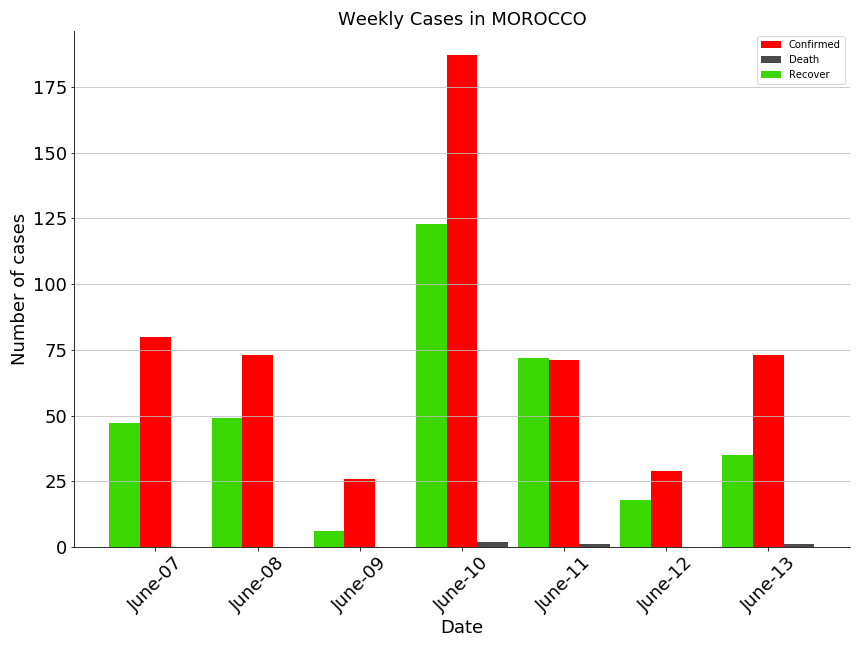 Weekly Cases in MOROCCO
Confirmed
Death
Recover
Number of cases
175
150
125
100
75
50
25
0
June-07
June-08
June-09
June-10
June-11
June-12
June-13
Date